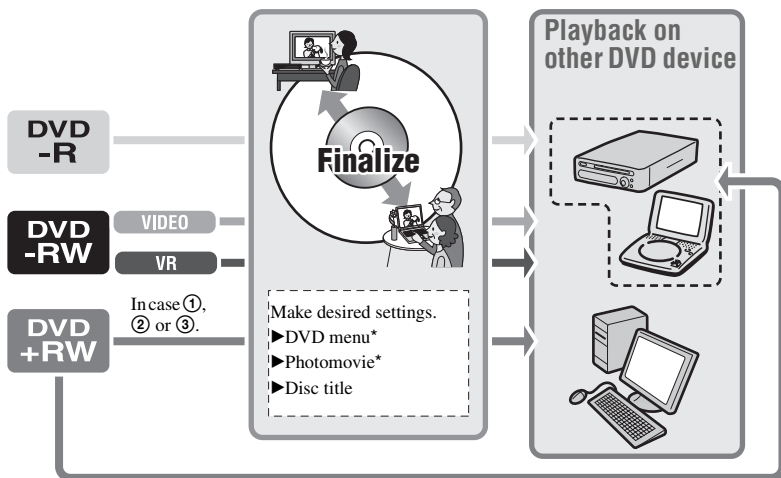 Playback on
other DVD device
DVD
-R
Finalize
DVD
-RW
VIDEO
VR
DVD
+RW
In case ①,
② or ③.
Make desired settings.
▶DVD menu*
▶Photomovie*
▶Disc title